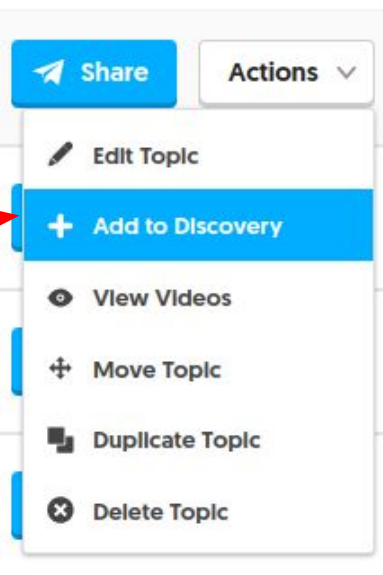 Share
Actions
Edit Topic
Add to Discovery
View Videos
Move Topic
Duplicate Topic
Delete Topic